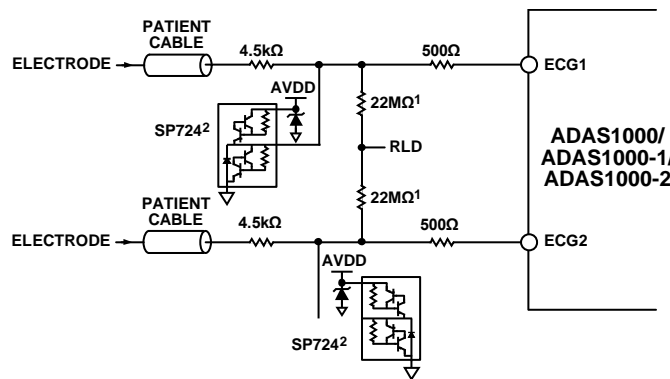 PATIENT
CABLE
4.5kΩ
500Ω
ELECTRODE
ECG1
AVDD
22MΩ¹
SP724²
RLD
ADAS1000/
ADAS1000-1/
ADAS1000-2
22MΩ¹
PATIENT
CABLE
4.5kΩ
500Ω
ELECTRODE
ECG2
AVDD
SP724²